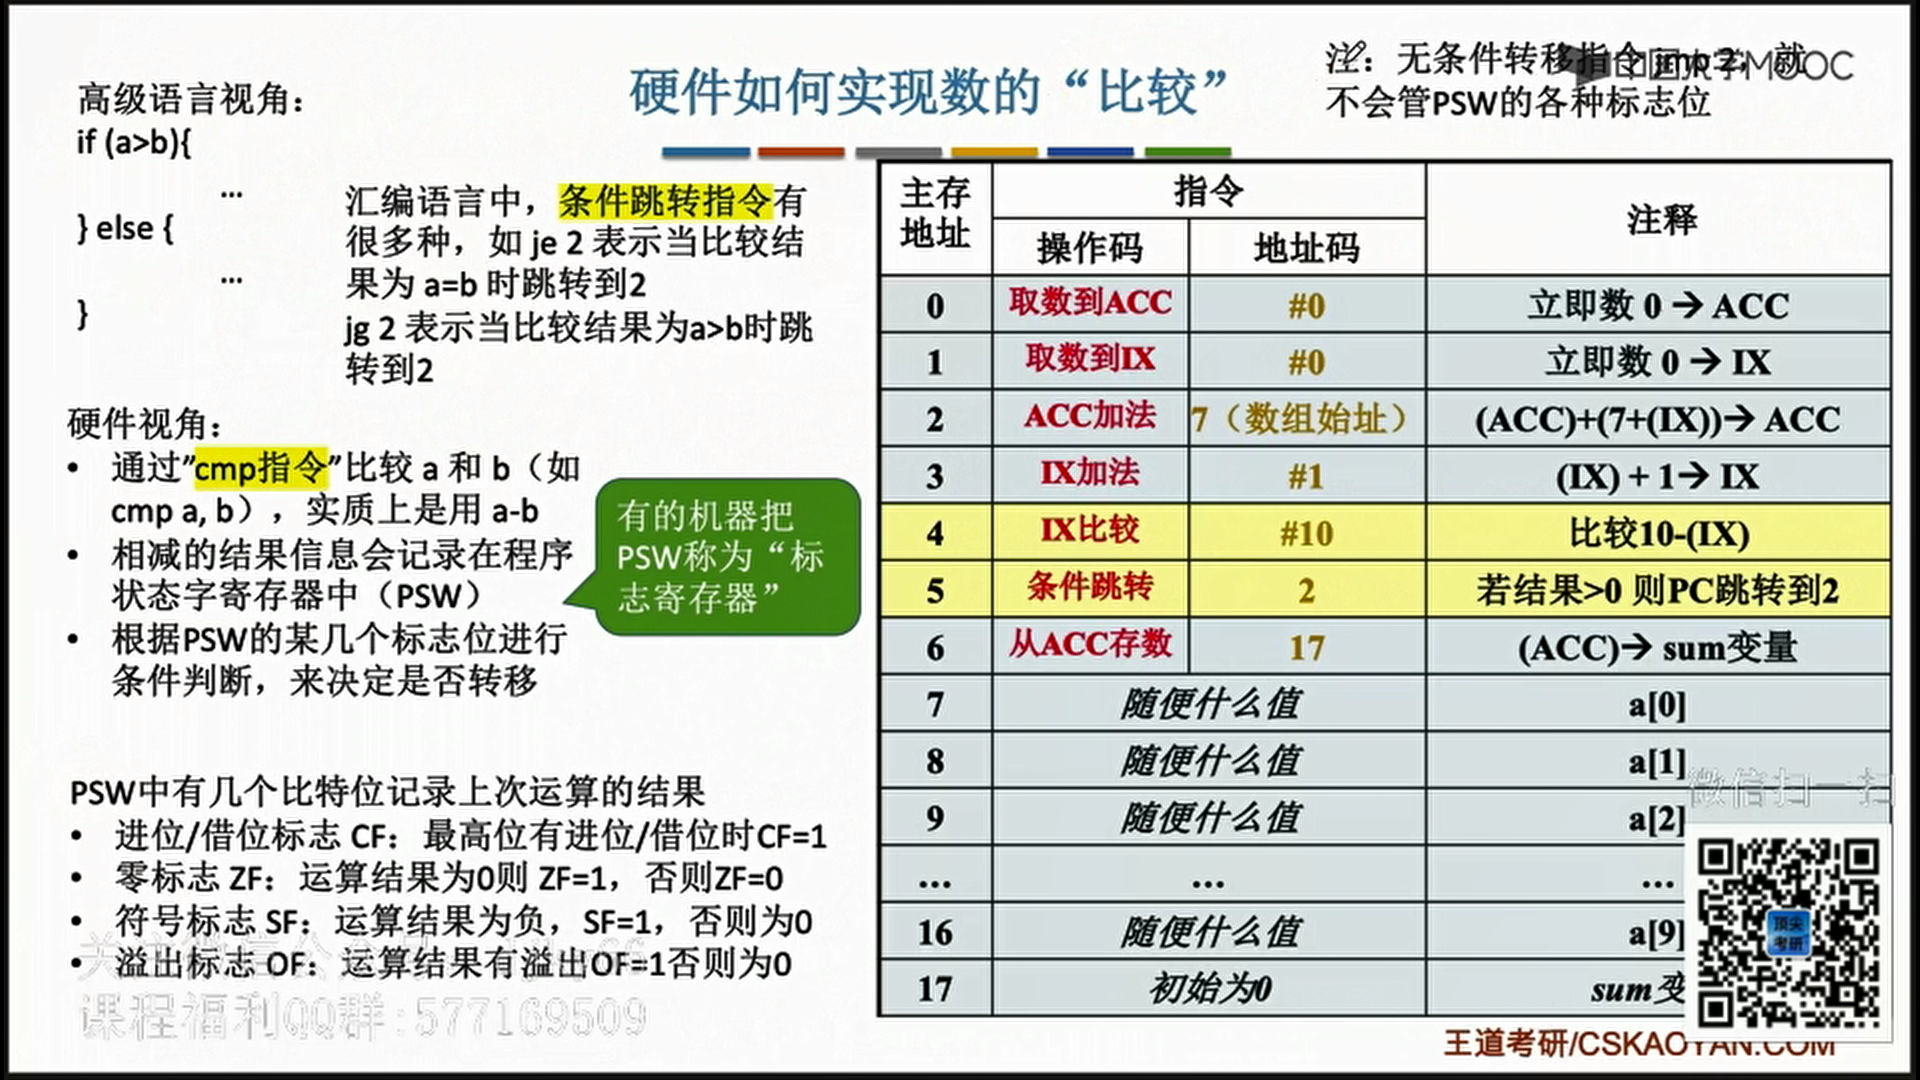 硬件如何实现数的“比较”
注：无条件转移指令 jmp 2，就
不会管PSW的各种标志位
中国大学MOOC
高级语言视角：
if (a>b){
...
} else {
...
}
汇编语言中，条件跳转指令有
很多种，如 je 2 表示当比较结
果为 a=b 时跳转到2
jg 2 表示当比较结果为a>b时跳
转到2
硬件视角：
• 通过”cmp指令”比较 a 和 b（如
cmp a, b），实质上是用 a-b
• 相减的结果信息会记录在程序
状态字寄存器中（PSW）
• 根据PSW的某几个标志位进行
条件判断，来决定是否转移
有的机器把
PSW称为“标
志寄存器”
PSW中有几个比特位记录上次运算的结果
• 进位/借位标志 CF：最高位有进位/借位时CF=1
• 零标志 ZF：运算结果为0则 ZF=1，否则ZF=0
• 符号标志 SF：运算结果为负，SF=1，否则为0
• 溢出标志 OF：运算结果有溢出OF=1否则为0
课程福利QQ群:577169509
主存地址 指令 注释
操作码 地址码
0 取数到ACC #0 立即数 0 → ACC
1 取数到IX #0 立即数 0 → IX
2 ACC加法 7（数组始址） (ACC)+(7+(IX))→ ACC
3 IX加法 #1 (IX) + 1→ IX
4 IX比较 #10 比较10-(IX)
5 条件跳转 2 若结果>0 则PC跳转到2
6 从ACC存数 17 (ACC)→ sum变量
7 随便什么值 a[0]
8 随便什么值 a[1]
9 随便什么值 a[2]
... ... ...
16 随便什么值 a[9]
17 初始为0 sum变
微信扫一扫
顶尖
考研
王道考研/CSKAOYAN.COM